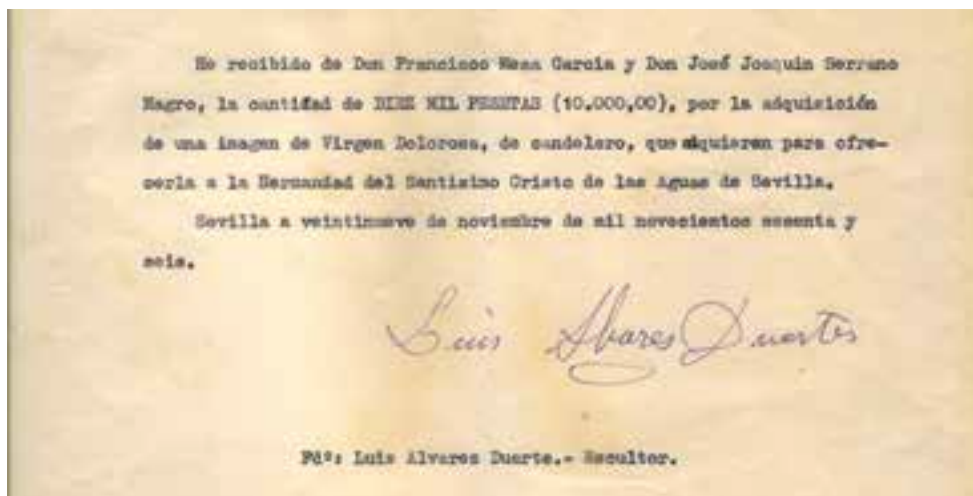 He recibido de Don Francisco Mesa Garcia y Don José Joaquin Serrano
Nagro, la cantidad de DIEZ MIL PESETAS (10.000,00), por la adquisición
de una imagen de Virgen Dolorosa, de candelero, que adquieren para ofre-
cerla a la Hermandad del Santisimo Cristo de las Aguas de Sevilla.
Sevilla a veintinueve de noviembre de mil novecientos sesenta y
seis.
Luis Alvares Duartes
Fdº: Luis Alvarez Duarte.- Escultor.